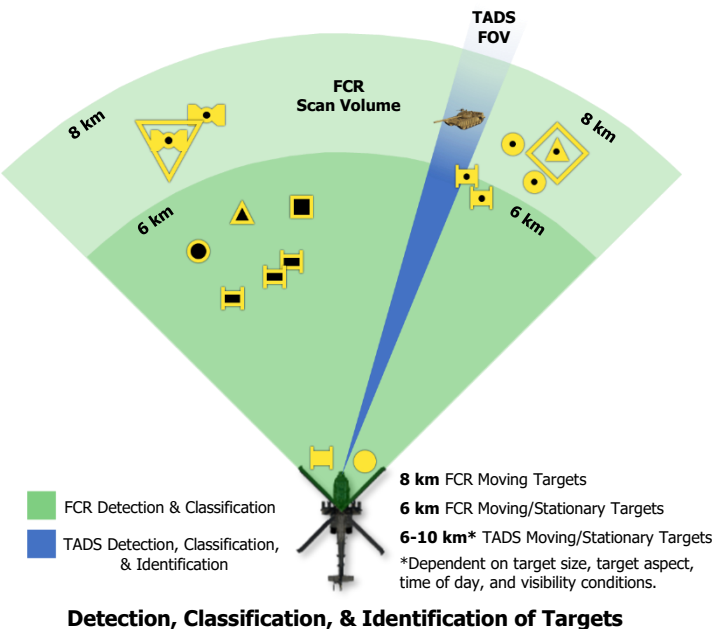 TADS
FOV
FCR
Scan Volume
8 km
8 km
6 km
6 km
8 km FCR Moving Targets
6 km FCR Moving/Stationary Targets
6-10 km* TADS Moving/Stationary Targets
*Dependent on target size, target aspect,
time of day, and visibility conditions.
FCR Detection & Classification
TADS Detection, Classification,
& Identification
Detection, Classification, & Identification of Targets